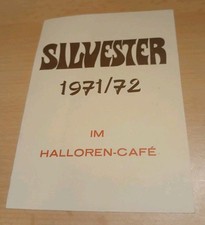 SILVESTER
1971/72
IM
HALLOREN-CAFÉ